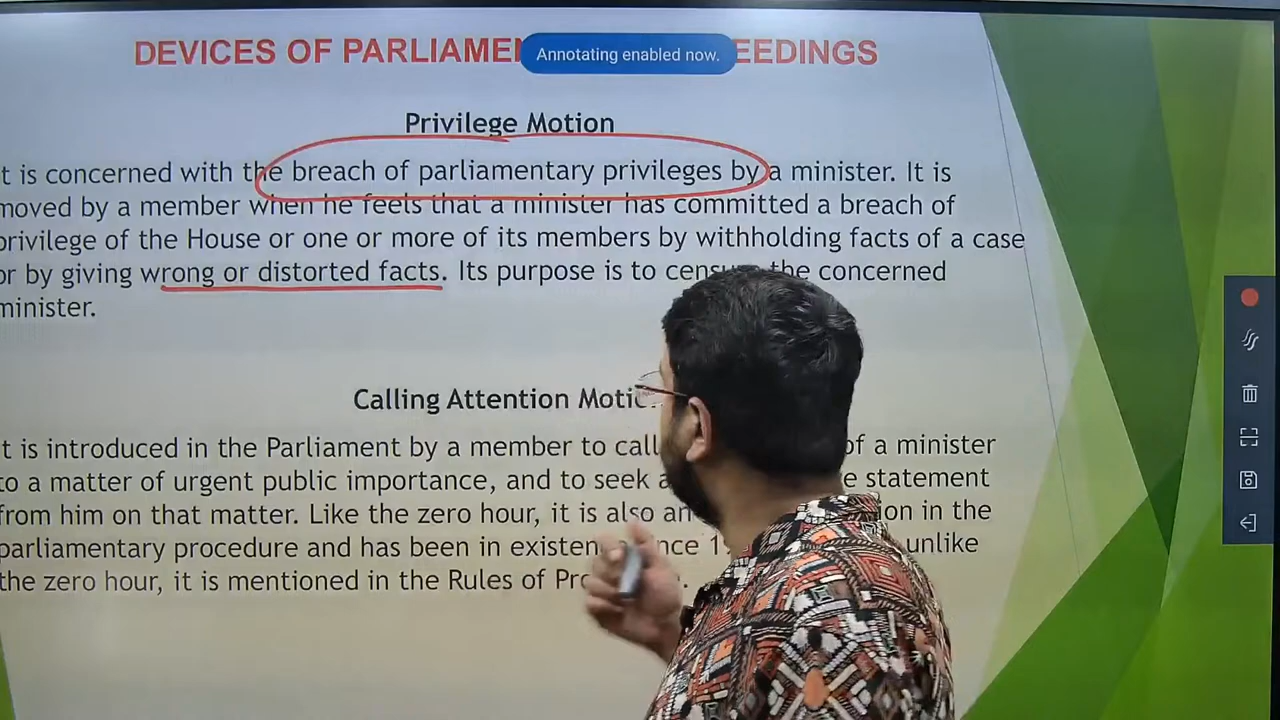 DEVICES OF PARLIAMEN EEDINGS
Annotating enabled now.
Privilege Motion
t is concerned with the breach of parliamentary privileges by a minister. It is
moved by a member when he feels that a minister has committed a breach of
privilege of the House or one or more of its members by withholding facts of a case
or by giving wrong or distorted facts. Its purpose is to censure the concerned
minister.
Calling Attention Motio
t is introduced in the Parliament by a member to call of a minister
to a matter of urgent public importance, and to seek a statement
from him on that matter. Like the zero hour, it is also an in the
parliamentary procedure and has been in existen nce unlike
the zero hour, it is mentioned in the Rules of Pro